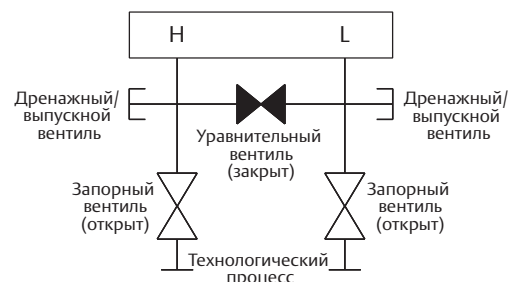 H
L
Дренажный/
выпускной
вентиль
Дренажный/
выпускной
вентиль
Уравнительный
вентиль
(закрыт)
Запорный
вентиль
(открыт)
Запорный
вентиль
(открыт)
Технологический
процесс